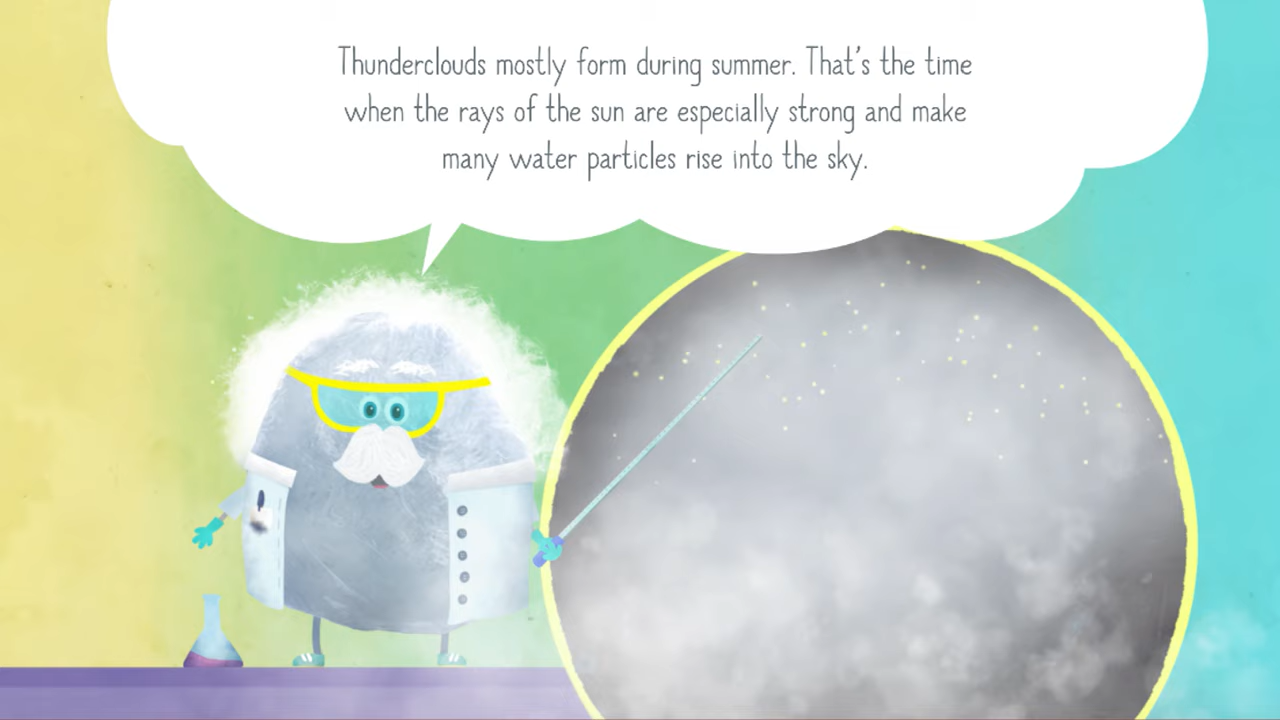 Thunderclouds mostly form during summer. That's the time
when the rays of the sun are especially strong and make
many water particles rise into the sky.